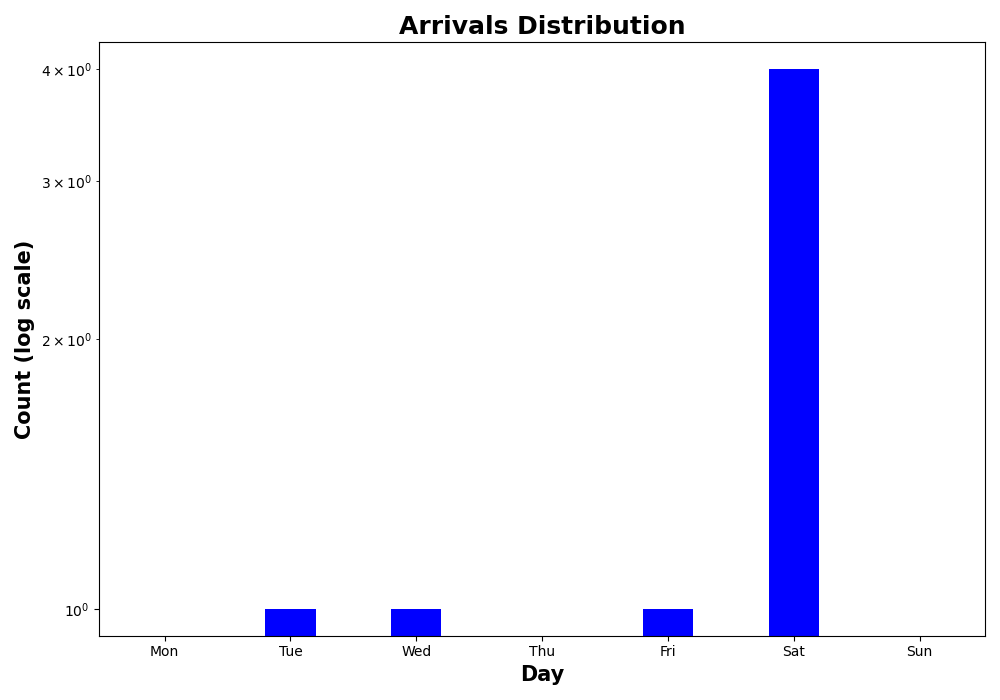 Arrivals Distribution
4 × 10⁰
3 × 10⁰
2 × 10⁰
10⁰
Count (log scale)
Mon Tue Wed Thu Fri Sat Sun
Day